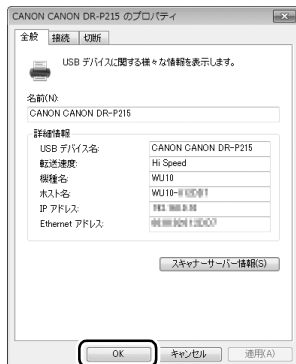 CANON CANON DR-P215 のプロパティ
全般 接続 切断
USB デバイスに関する様々な情報を表示します。
名前(N):
CANON CANON DR-P215
詳細情報
USB デバイス名: CANON CANON DR-P215
転送速度: Hi Speed
機種名: WU10
ホスト名: WU10-
IP アドレス:
Ethernet アドレス:
スキャナーサーバー情報(S)
OK キャンセル 適用(A)